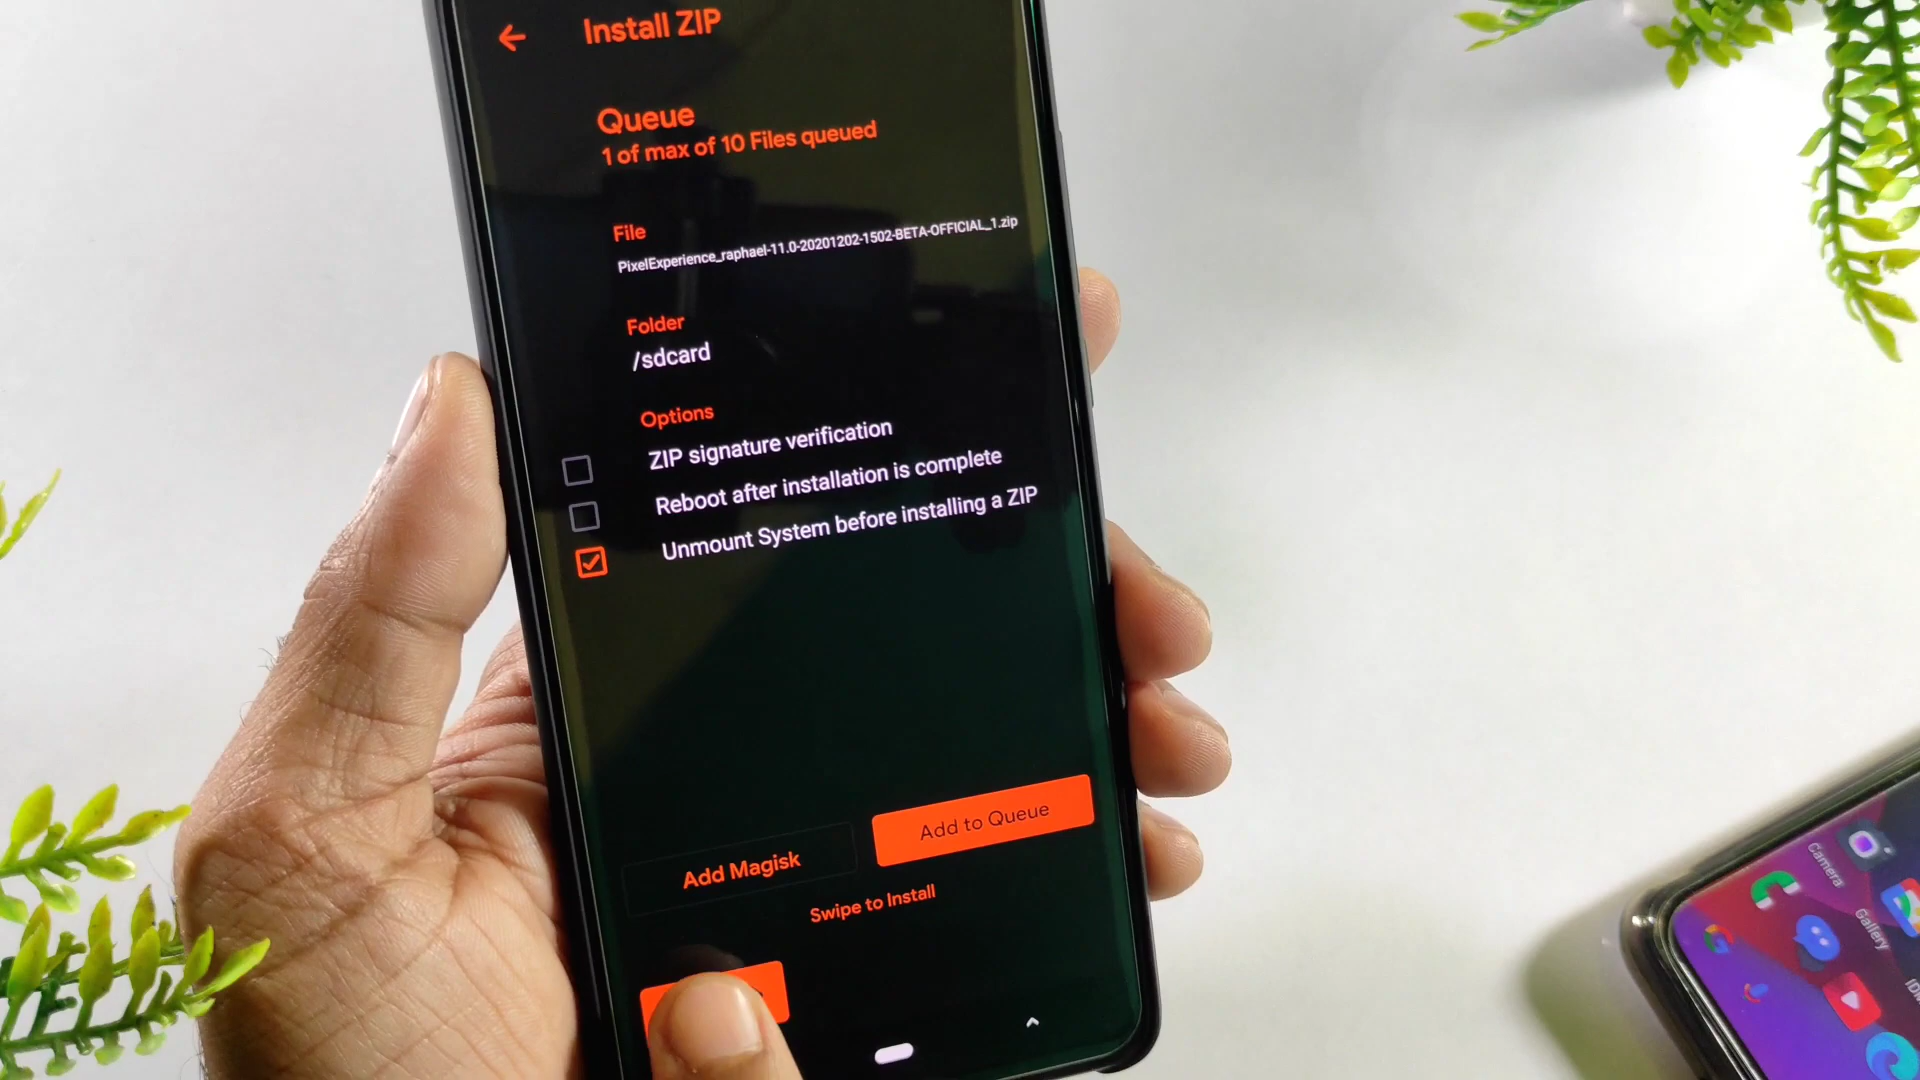 Install ZIP
Queue
1 of max of 10 Files queued
File
PixelExperience_raphael-11.0-20201202-1502-BETA-OFFICIAL_1.zip
Folder
/sdcard
Options
ZIP signature verification
Reboot after installation is complete
Unmount System before installing a ZIP
Add Magisk
Add to Queue
Swipe to Install
Camera
Gallery